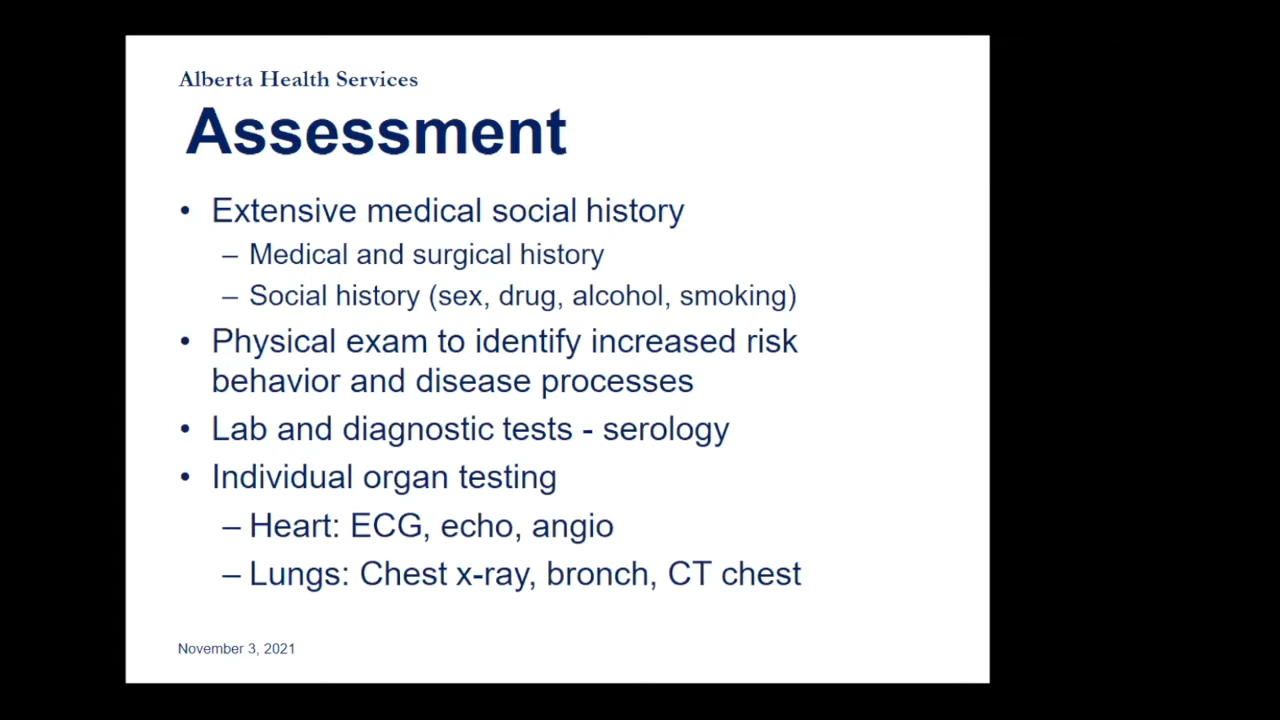 Alberta Health Services
Assessment
• Extensive medical social history
– Medical and surgical history
– Social history (sex, drug, alcohol, smoking)
• Physical exam to identify increased risk
behavior and disease processes
• Lab and diagnostic tests - serology
• Individual organ testing
– Heart: ECG, echo, angio
– Lungs: Chest x-ray, bronch, CT chest
November 3, 2021